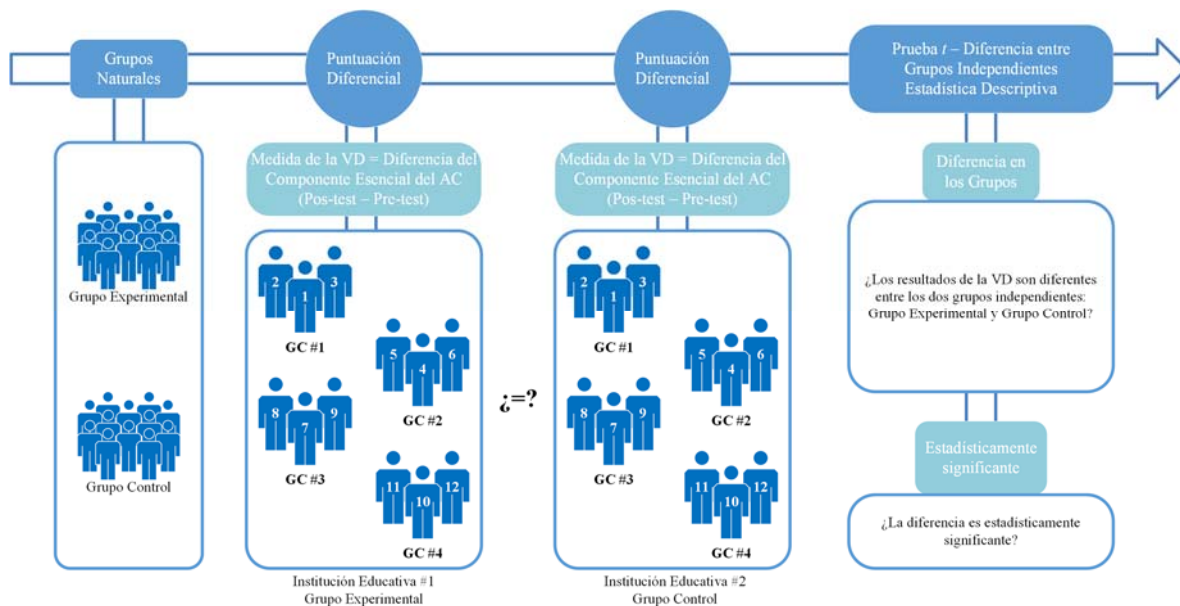 Grupos
Naturales
Grupo Experimental
Grupo Control
Puntuación
Diferencial
Medida de la VD = Diferencia del
Componente Esencial del AC
(Pos-test – Pre-test)
2
3
1
GC #1
5
6
4
GC #2
8
9
7
GC #3
11
12
10
GC #4
Institución Educativa #1
Grupo Experimental
¿=?
Puntuación
Diferencial
Medida de la VD = Diferencia del
Componente Esencial del AC
(Pos-test – Pre-test)
2
3
1
GC #1
5
6
4
GC #2
8
9
7
GC #3
11
12
10
GC #4
Institución Educativa #2
Grupo Control
Prueba t – Diferencia entre
Grupos Independientes
Estadística Descriptiva
Diferencia en
los Grupos
¿Los resultados de la VD son diferentes
entre los dos grupos independientes:
Grupo Experimental y Grupo Control?
Estadísticamente
significante
¿La diferencia es estadísticamente
significante?